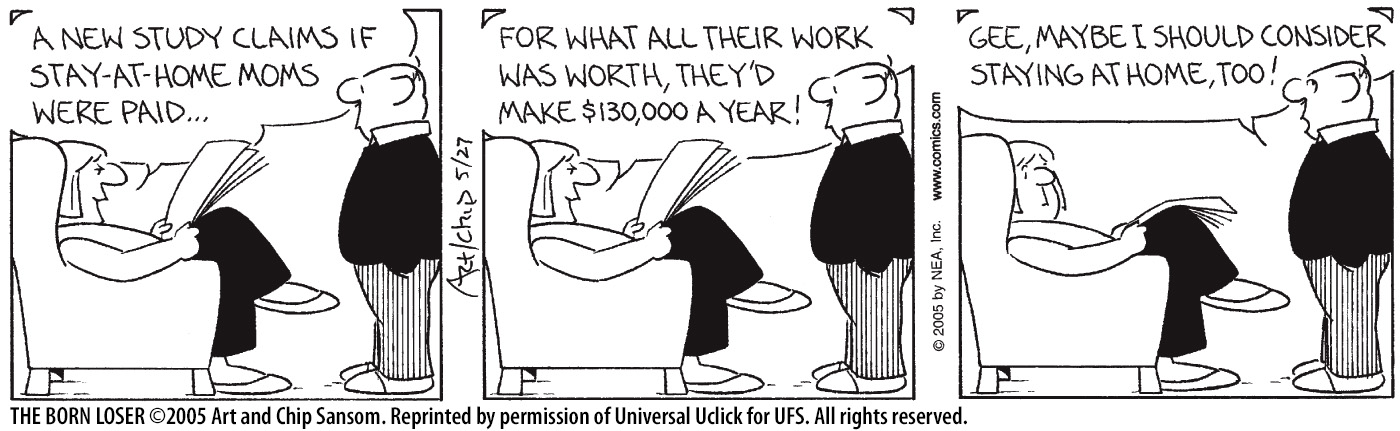 A NEW STUDY CLAIMS IF
STAY-AT-HOME MOMS
WERE PAID...
Art/Chip 5/27
FOR WHAT ALL THEIR WORK
WAS WORTH, THEY'D
MAKE $130,000 A YEAR!
© 2005 by NEA, Inc. www.comics.com
GEE, MAYBE I SHOULD CONSIDER
STAYING AT HOME, TOO!
THE BORN LOSER ©2005 Art and Chip Sansom. Reprinted by permission of Universal Uclick for UFS. All rights reserved.